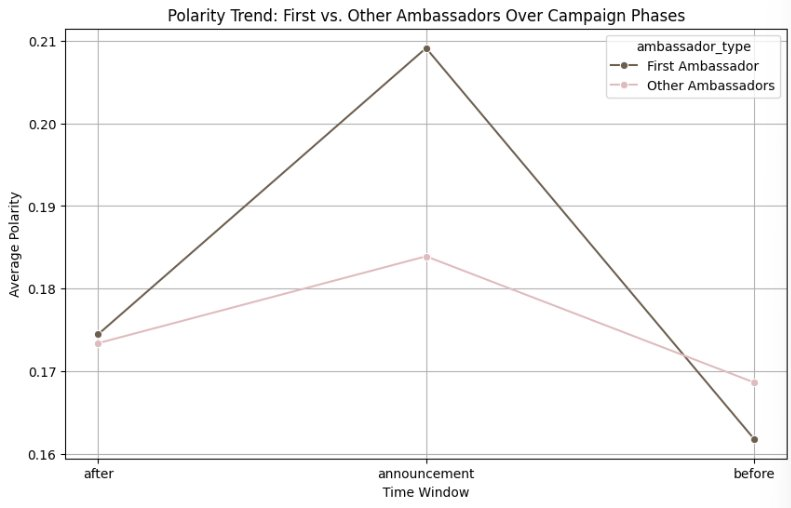 Polarity Trend: First vs. Other Ambassadors Over Campaign Phases
ambassador_type
First Ambassador
Other Ambassadors
0.21
0.20
0.19
0.18
0.17
0.16
Average Polarity
after
announcement
before
Time Window